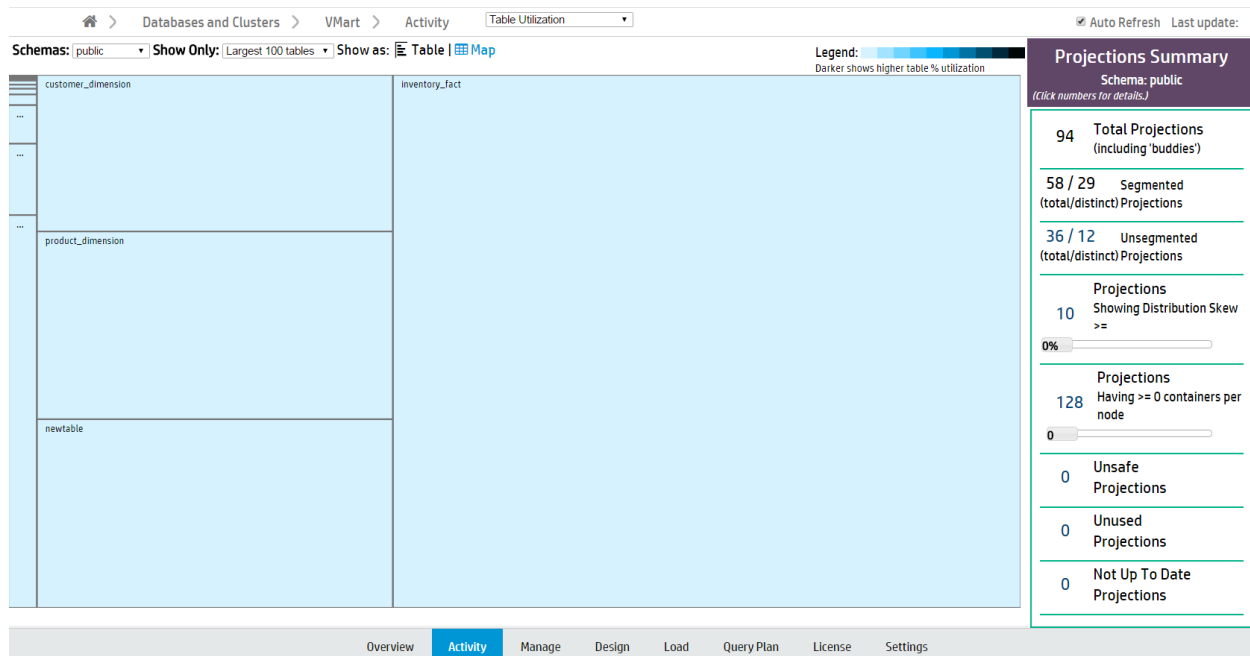 Databases and Clusters VMart Activity Table Utilization Auto Refresh Last update:
Schemas: public Show Only: Largest 100 tables Show as: Table | Map
Legend:
Darker shows higher table % utilization
...
...
...
customer_dimension
product_dimension
newtable
inventory_fact
Projections Summary
Schema: public
(Click numbers for details.)
94 Total Projections
(including 'buddies')
58 / 29 Segmented
(total/distinct) Projections
36 / 12 Unsegmented
(total/distinct) Projections
Projections
10 Showing Distribution Skew
>=
0%
Projections
128 Having >= 0 containers per
node
0
0 Unsafe
Projections
0 Unused
Projections
0 Not Up To Date
Projections
Overview Activity Manage Design Load Query Plan License Settings